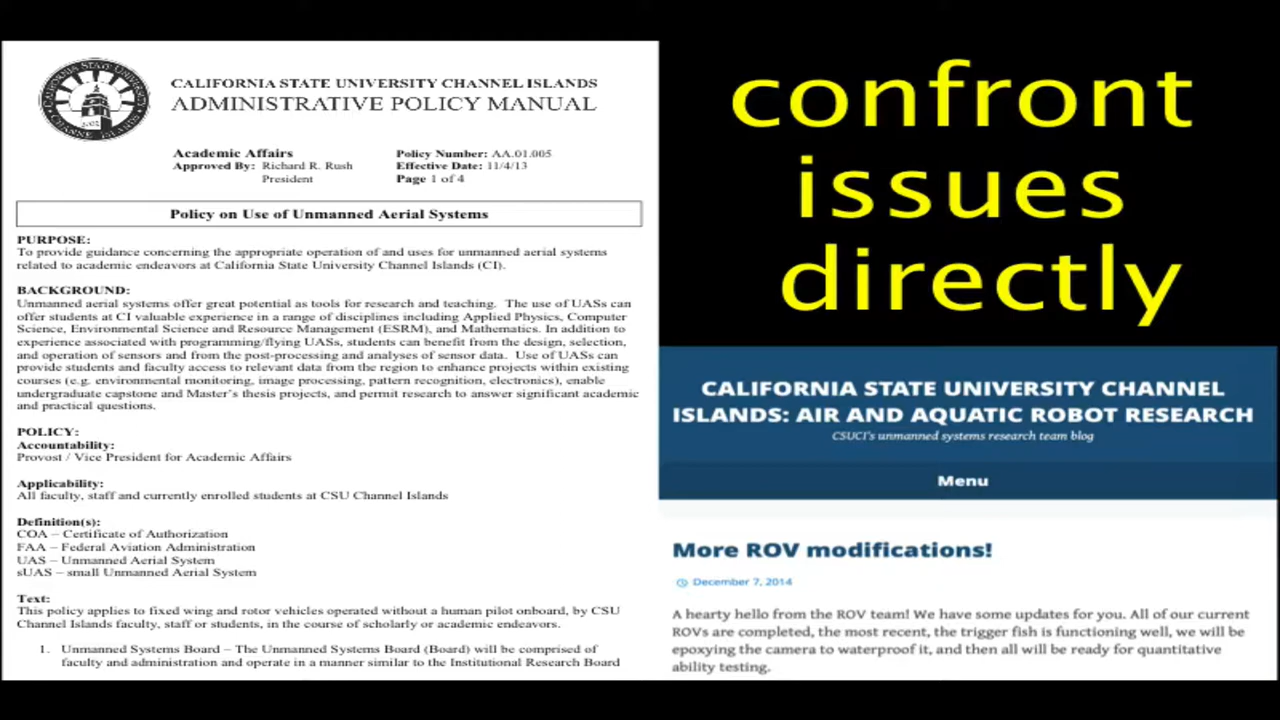 CALIFORNIA STATE UNIVERSITY
CHANNEL ISLANDS
CALIFORNIA STATE UNIVERSITY CHANNEL ISLANDS
ADMINISTRATIVE POLICY MANUAL
Academic Affairs
Approved By: Richard R. Rush
President
Policy Number: AA.01.005
Effective Date: 11/4/13
Page 1 of 4
Policy on Use of Unmanned Aerial Systems
PURPOSE:
To provide guidance concerning the appropriate operation of and uses for unmanned aerial systems
related to academic endeavors at California State University Channel Islands (CI).
BACKGROUND:
Unmanned aerial systems offer great potential as tools for research and teaching. The use of UASs can
offer students at CI valuable experience in a range of disciplines including Applied Physics, Computer
Science, Environmental Science and Resource Management (ESRM), and Mathematics. In addition to
experience associated with programming/flying UASs, students can benefit from the design, selection,
and operation of sensors and from the post-processing and analyses of sensor data. Use of UASs can
provide students and faculty access to relevant data from the region to enhance projects within existing
courses (e.g. environmental monitoring, image processing, pattern recognition, electronics), enable
undergraduate capstone and Master's thesis projects, and permit research to answer significant academic
and practical questions.
POLICY:
Accountability:
Provost / Vice President for Academic Affairs
Applicability:
All faculty, staff and currently enrolled students at CSU Channel Islands
Definition(s):
COA – Certificate of Authorization
FAA – Federal Aviation Administration
UAS – Unmanned Aerial System
sUAS – small Unmanned Aerial System
Text:
This policy applies to fixed wing and rotor vehicles operated without a human pilot onboard, by CSU
Channel Islands faculty, staff or students, in the course of scholarly or academic endeavors.
1. Unmanned Systems Board – The Unmanned Systems Board (Board) will be comprised of
faculty and administration and operate in a manner similar to the Institutional Research Board
confront
issues
directly
CALIFORNIA STATE UNIVERSITY CHANNEL
ISLANDS: AIR AND AQUATIC ROBOT RESEARCH
CSUCI's unmanned systems research team blog
Menu
More ROV modifications!
December 7, 2014
A hearty hello from the ROV team! We have some updates for you. All of our current
ROVs are completed, the most recent, the trigger fish is functioning well, we will be
epoxying the camera to waterproof it, and then all will be ready for quantitative
ability testing.